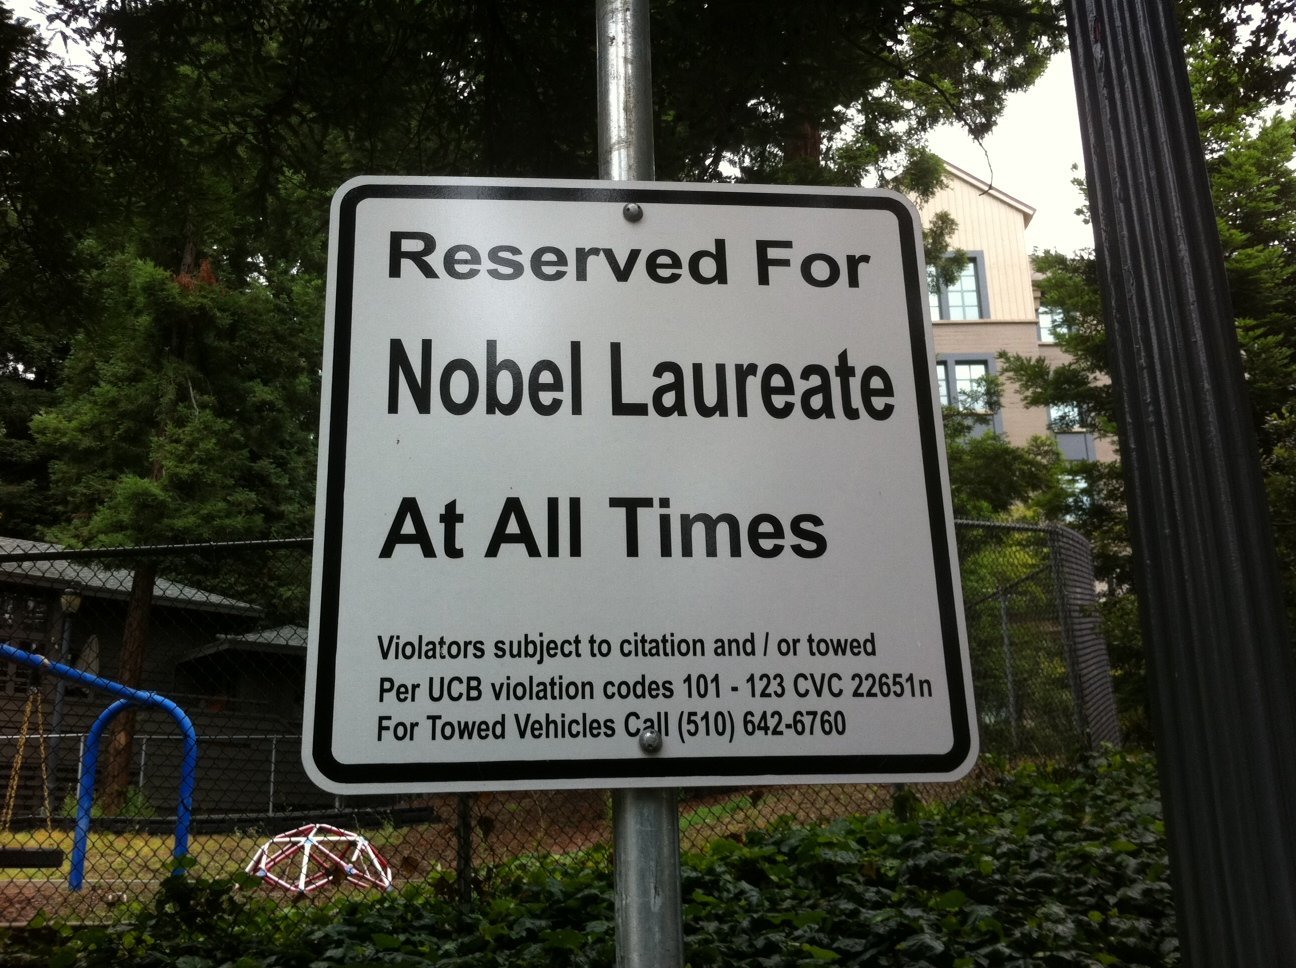 Reserved For
Nobel Laureate
At All Times
Violators subject to citation and / or towed
Per UCB violation codes 101 - 123 CVC 22651n
For Towed Vehicles Call (510) 642-6760